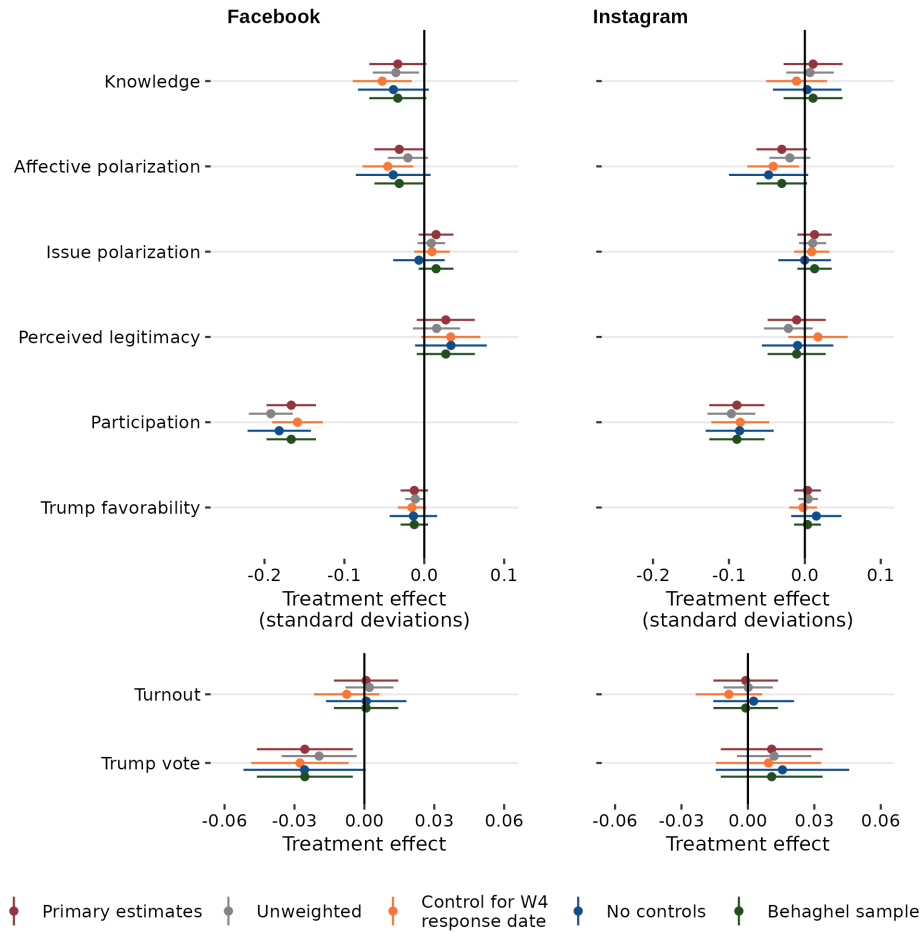 Facebook
Instagram
Knowledge
Affective polarization
Issue polarization
Perceived legitimacy
Participation
Trump favorability
-0.2 -0.1 0.0 0.1
-0.2 -0.1 0.0 0.1
Treatment effect
(standard deviations)
Treatment effect
(standard deviations)
Turnout
Trump vote
-0.06 -0.03 0.00 0.03 0.06
-0.06 -0.03 0.00 0.03 0.06
Treatment effect
Treatment effect
Primary estimates
Unweighted
Control for W4
response date
No controls
Behaghel sample